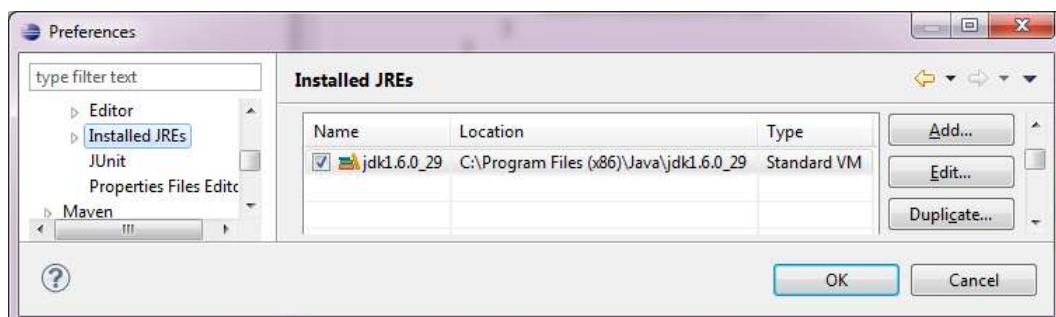 Preferences
type filter text
Editor
Installed JREs
JUnit
Properties Files Editc
Maven
Installed JREs
Name Location Type
jdk1.6.0_29 C:\Program Files (x86)\Java\jdk1.6.0_29 Standard VM
Add...
Edit...
Duplicate...
OK Cancel